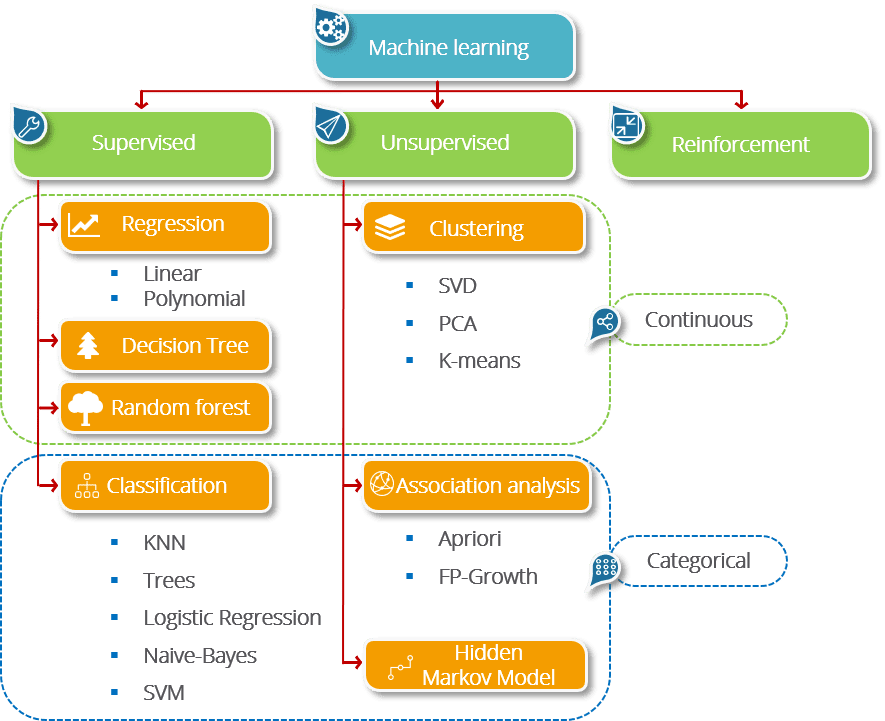 Machine learning
Supervised
Unsupervised
Reinforcement
Regression
Linear
Polynomial
Decision Tree
Random forest
Clustering
SVD
PCA
K-means
Continuous
Classification
KNN
Trees
Logistic Regression
Naive-Bayes
SVM
Association analysis
Apriori
FP-Growth
Hidden
Markov Model
Categorical